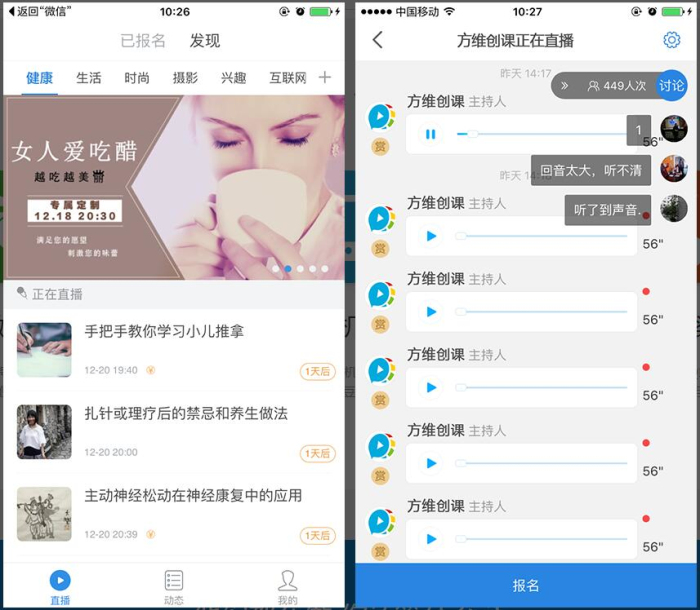 返回“微信”
10:26
已报名 发现
健康 生活 时尚 摄影 兴趣 互联网
女人爱吃醋
越吃越美
专属定制
12.18 20:30
满足您的愿望
刺激您的味蕾
正在直播
手把手教你学习小儿推拿
12-20 19:40
1天后
扎针或理疗后的禁忌和养生做法
12-20 20:00
1天后
主动神经松动在神经康复中的应用
12-20 20:39
1天后
直播 动态 我的
中国移动
10:27
方维创课正在直播
昨天 14:17
449人次
讨论
方维创课 主持人
赏
1
56"
回音太大，听不清
昨天
听了到声音.
方维创课 主持人
赏
56"
方维创课 主持人
赏
56"
方维创课 主持人
赏
56"
方维创课 主持人
赏
56"
方维创课 主持人
赏
56"
报名